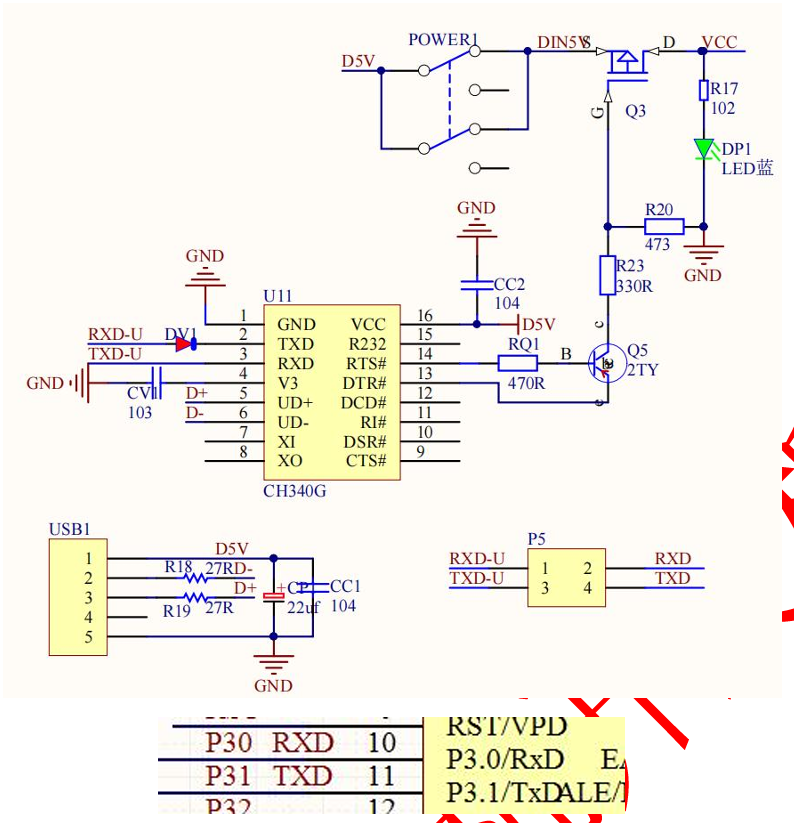 POWER1
DIN5V S D VCC
D5V
R17
102
G Q3
DP1
LED蓝
GND
R20
473
GND
GND
R23
330R
CC2
104
U11
c
1 GND VCC 16
D5V
RXD-U DV1 2 TXD R232 15
RQ1
Q5
TXD-U 3 RXD RTS# 14
B
2TY
GND 4 V3 DTR# 13
470R
CV1
103
D+ 5 UD+ DCD# 12
e
D- 6 UD- RI# 11
7 XI DSR# 10
8 XO CTS# 9
CH340G
USB1
P5
D5V
1
R18 27R D-
2
RXD-U 1 2 RXD
D+
CC1
3
TXD-U 3 4 TXD
R19 27R
22uf
104
4
5
GND
RST/VPD
P30 RXD 10 P3.0/RxD
P31 TXD 11 P3.1/TxD ALE/
P32 12